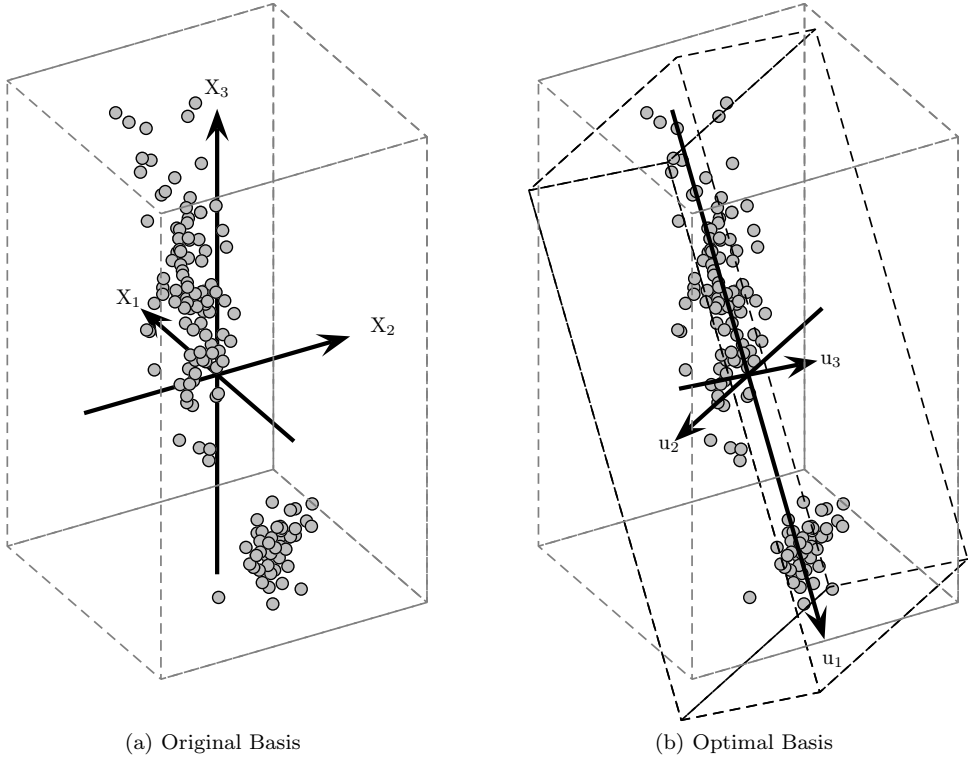 X₃
X₁
X₂
u₃
u₂
u₁
(a) Original Basis
(b) Optimal Basis